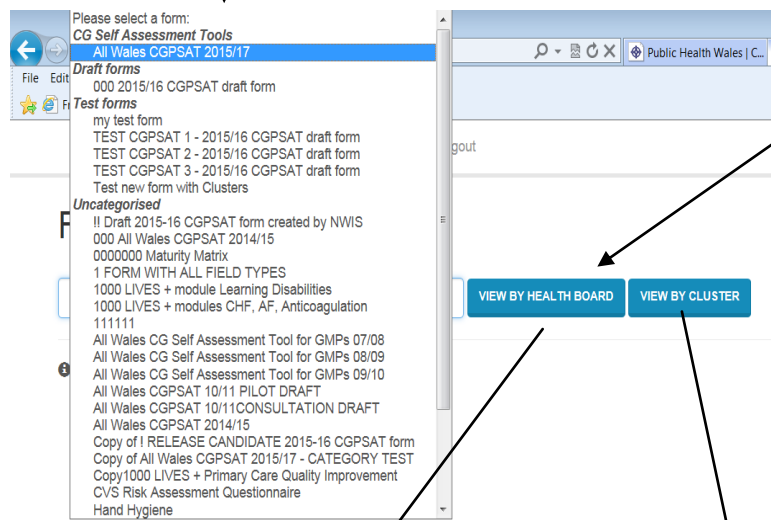 Please select a form:
CG Self Assessment Tools
All Wales CGPSAT 2015/17
Draft forms
000 2015/16 CGPSAT draft form
Test forms
my test form
TEST CGPSAT 1 - 2015/16 CGPSAT draft form
TEST CGPSAT 2 - 2015/16 CGPSAT draft form
TEST CGPSAT 3 - 2015/16 CGPSAT draft form
Test new form with Clusters
Uncategorised
!! Draft 2015-16 CGPSAT form created by NWIS
000 All Wales CGPSAT 2014/15
0000000 Maturity Matrix
1 FORM WITH ALL FIELD TYPES
1000 LIVES + module Learning Disabilities
1000 LIVES + modules CHF, AF, Anticoagulation
111111
All Wales CG Self Assessment Tool for GMPs 07/08
All Wales CG Self Assessment Tool for GMPs 08/09
All Wales CG Self Assessment Tool for GMPs 09/10
All Wales CGPSAT 10/11 PILOT DRAFT
All Wales CGPSAT 10/11CONSULTATION DRAFT
All Wales CGPSAT 2014/15
Copy of ! RELEASE CANDIDATE 2015-16 CGPSAT form
Copy of All Wales CGPSAT 2015/17 - CATEGORY TEST
Copy1000 LIVES + Primary Care Quality Improvement
CVS Risk Assessment Questionnaire
Hand Hygiene
Public Health Wales | C...
File Edit
gout
F
VIEW BY HEALTH BOARD
VIEW BY CLUSTER